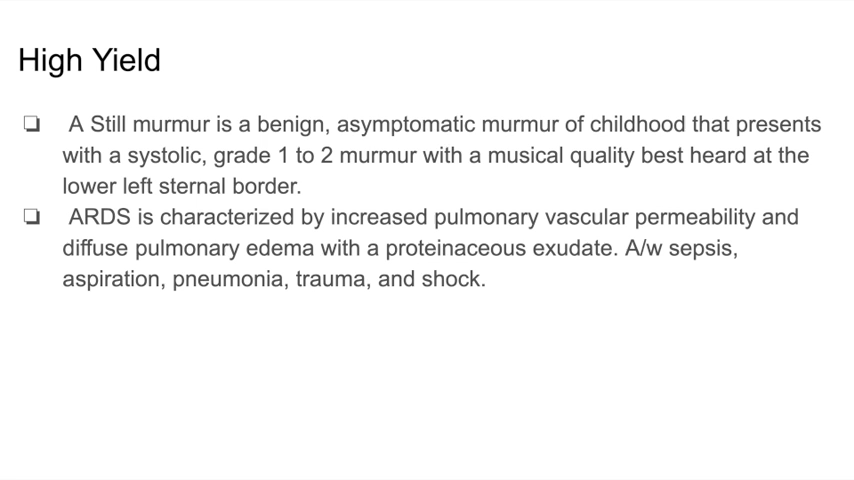 High Yield
❏ A Still murmur is a benign, asymptomatic murmur of childhood that presents
with a systolic, grade 1 to 2 murmur with a musical quality best heard at the
lower left sternal border.
❏ ARDS is characterized by increased pulmonary vascular permeability and
diffuse pulmonary edema with a proteinaceous exudate. A/w sepsis,
aspiration, pneumonia, trauma, and shock.